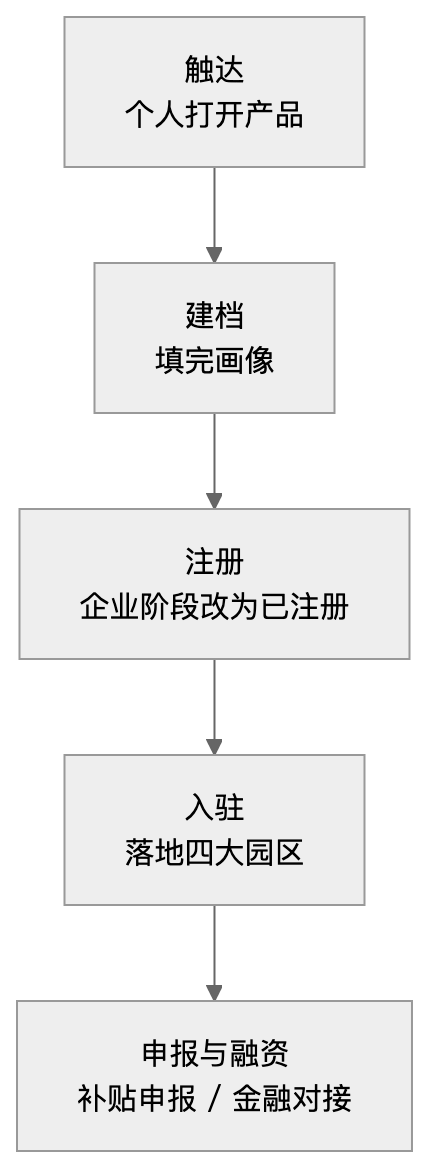 触达
个人打开产品
建档
填完画像
注册
企业阶段改为已注册
入驻
落地四大园区
申报与融资
补贴申报 / 金融对接